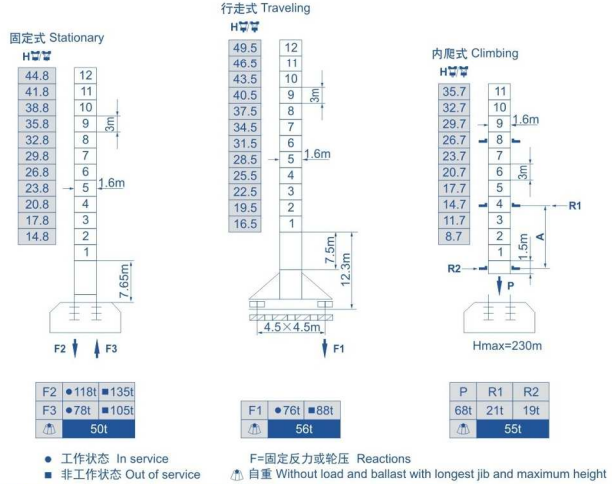 固定式 Stationary
H
44.8
41.8
38.8
35.8
32.8
29.8
26.8
23.8
20.8
17.8
14.8
12
11
10
9
8
7
6
5
4
3
2
1
3m
1.6m
7.65m
F2
F3
F2 ●118t ■135t
F3 ●78t ■105t
50t
行走式 Traveling
H
49.5
46.5
43.5
40.5
37.5
34.5
31.5
28.5
25.5
22.5
19.5
16.5
12
11
10
9
8
7
6
5
4
3
2
1
3m
1.6m
7.5m
12.3m
4.5×4.5m
F1
F1 ●76t ■88t
56t
内爬式 Climbing
H
35.7
32.7
29.7
26.7
23.7
20.7
17.7
14.7
11.7
8.7
11
10
9
8
7
6
5
4
3
2
1
1.6m
3m
R1
A
1.5m
R2
P
Hmax=230m
P R1 R2
68t 21t 19t
55t
● 工作状态 In service
■ 非工作状态 Out of service
F=固定反力或轮压 Reactions
自重 Without load and ballast with longest jib and maximum height